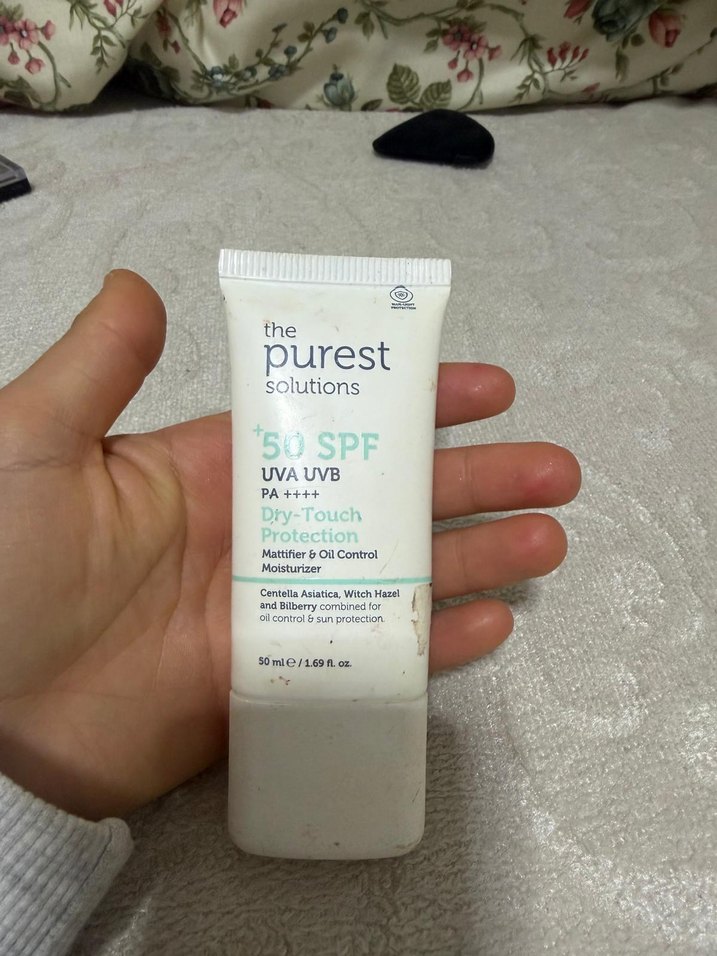 the
purest
solutions
+50 SPF
UVA UVB
PA ++++
Dry-Touch
Protection
Mattifier & Oil Control
Moisturizer
Centella Asiatica, Witch Hazel
and Bilberry combined for
oil control & sun protection.
50 ml ℮ / 1.69 fl. oz.